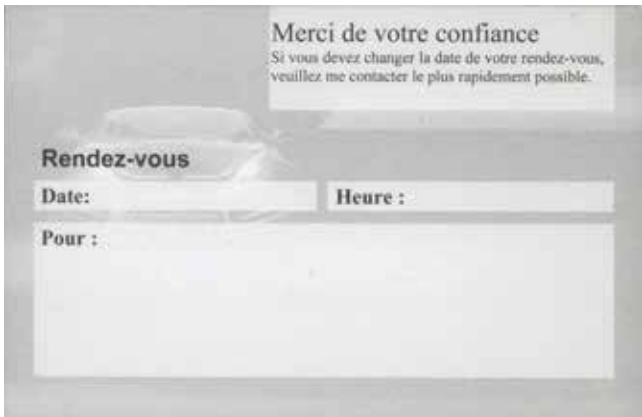 Merci de votre confiance
Si vous devez changer la date de votre rendez-vous,
veuillez me contacter le plus rapidement possible.
Rendez-vous
Date:
Heure :
Pour :